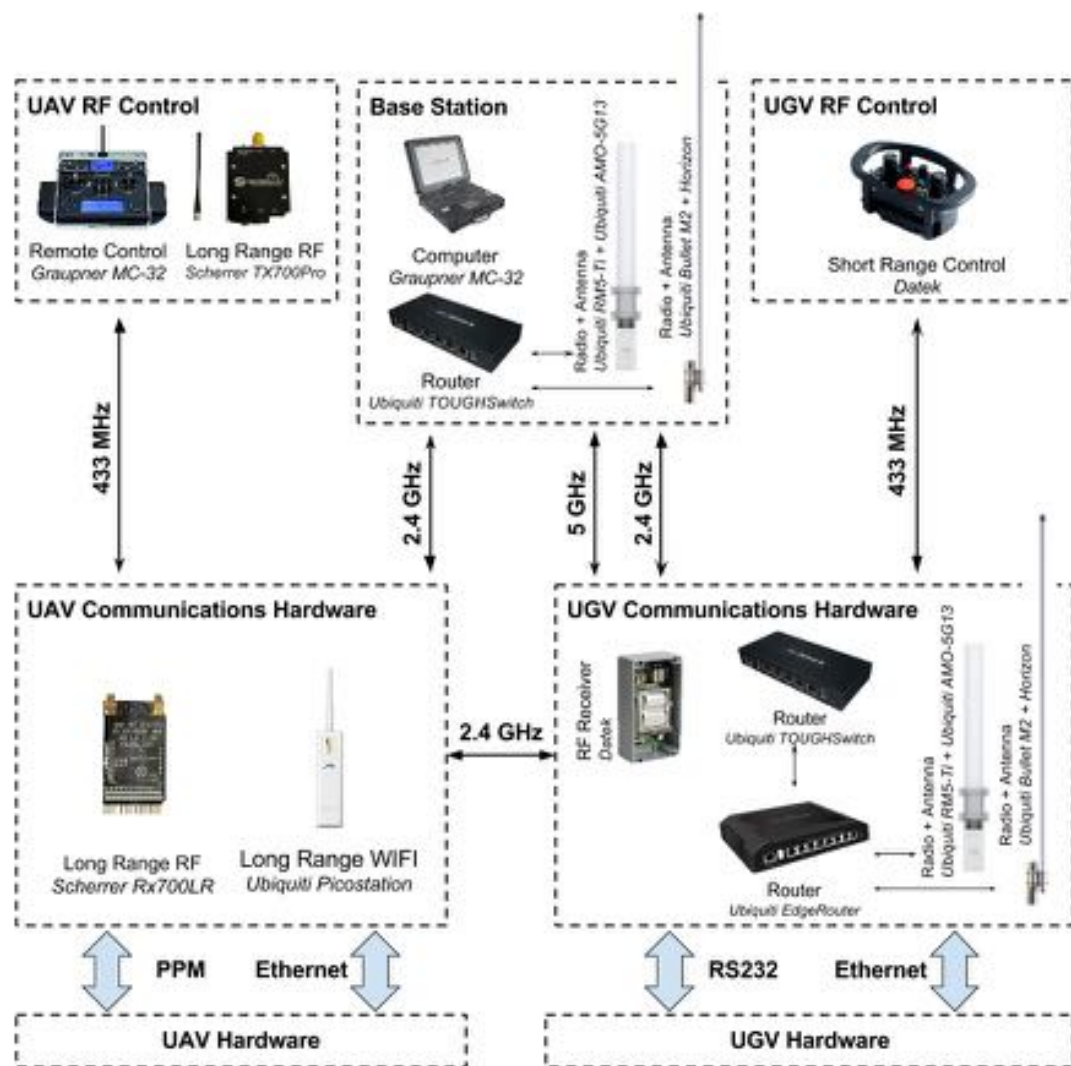 UAV RF Control
Remote Control
Graupner MC-32
Long Range RF
Scherrer TX700Pro
Base Station
Computer
Graupner MC-32
Router
Ubiquiti TOUGHSwitch
Radio + Antenna
Ubiquiti RM5-Ti + Ubiquiti AMO-5G13
Radio + Antenna
Ubiquiti Bullet M2 + Horizon
UGV RF Control
Short Range Control
Datek
433 MHz
2.4 GHz
5 GHz
2.4 GHz
433 MHz
UAV Communications Hardware
Long Range RF
Scherrer Rx700LR
Long Range WIFI
Ubiquiti Picostation
2.4 GHz
UGV Communications Hardware
RF Receiver
Datek
Router
Ubiquiti TOUGHSwitch
Router
Ubiquiti EdgeRouter
Radio + Antenna
Ubiquiti RM5-Ti + Ubiquiti AMO-5G13
Radio + Antenna
Ubiquiti Bullet M2 + Horizon
PPM
Ethernet
RS232
Ethernet
UAV Hardware
UGV Hardware